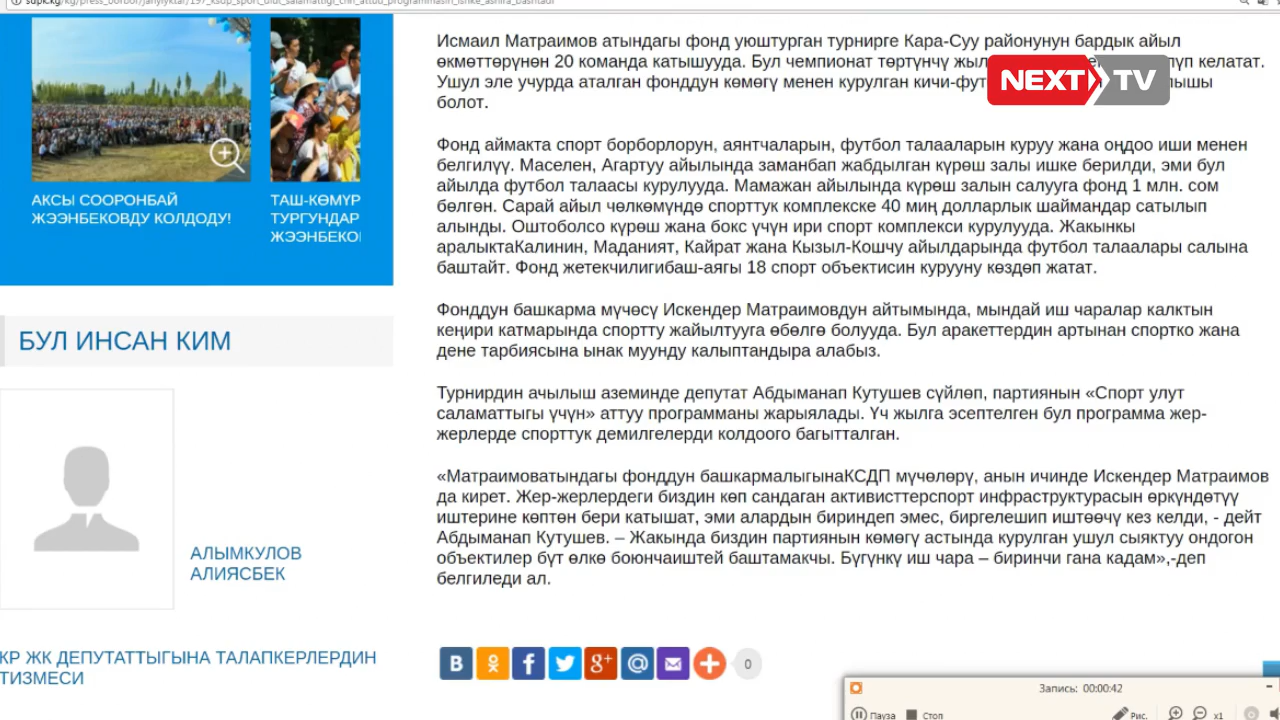 sdpk.kg/kg/press_borbor/janylyktar/197_ksdp_sport_ulut_salamattigi_chn_attuu_programmasin_ishke_ashira_bashtadi
NEXT TV
Исмаил Матраимов атындагы фонд уюштурган турнирге Кара-Суу районунун бардык айыл
өкмөттөрүнөн 20 команда катышууда. Бул чемпионат төртүнчү жыл келатат.
Ушул эле учурда аталган фонддун көмөгү менен курулган кичи-фу
болот.
Фонд аймакта спорт борборлорун, аянтчаларын, футбол талааларын куруу жана оңдоо иши менен
белгилүү. Маселен, Агартуу айылында заманбап жабдылган күрөш залы ишке берилди, эми бул
айылда футбол талаасы курулууда. Мамажан айылында күрөш залын салууга фонд 1 млн. сом
бөлгөн. Сарай айыл чөлкөмүндө спорттук комплекске 40 миң долларлык шаймандар сатылып
алынды. Оштоболсо күрөш жана бокс үчүн ири спорт комплекси курулууда. Жакынкы
аралыктаКалинин, Маданият, Кайрат жана Кызыл-Кошчу айылдарында футбол талаалары салына
баштайт. Фонд жетекчилигибаш-аягы 18 спорт объектисин курууну көздөп жатат.
Фонддун башкарма мүчөсү Искендер Матраимовдун айтымында, мындай иш чаралар калктын
кеңири катмарында спортту жайылтууга өбөлгө болууда. Бул аракеттердин артынан спортко жана
дене тарбиясына ынак муунду калыптандыра алабыз.
Турнирдин ачылыш аземинде депутат Абдыманап Кутушев сүйлөп, партиянын «Спорт улут
саламаттыгы үчүн» аттуу программаны жарыялады. Үч жылга эсептелген бул программа жер-
жерлерде спорттук демилгелерди колдоого багытталган.
«Матраимоватындагы фонддун башкармалыгынаКСДП мүчөлөрү, анын ичинде Искендер Матраимов
да кирет. Жер-жерлердеги биздин көп сандаган активисттерспорт инфраструктурасын өркүндөтүү
иштерине көптөн бери катышат, эми алардын бириндеп эмес, биргелешип иштөөчү кез келди, - дейт
Абдыманап Кутушев. – Жакында биздин партиянын көмөгү астында курулган ушул сыяктуу ондогон
объектилер бүт өлкө боюнчаиштей баштамакчы. Бүгүнкү иш чара – биринчи гана кадам»,-деп
белгиледи ал.
0
АКСЫ СООРОНБАЙ
ЖЭЭНБЕКОВДУ КОЛДОДУ!
ТАШ-КӨМҮР
ТУРГУНДАР
ЖЭЭНБЕКО
БУЛ ИНСАН КИМ
АЛЫМКУЛОВ
АЛИЯСБЕК
КР ЖК ДЕПУТАТТЫГЫНА ТАЛАПКЕРЛЕРДИН
ТИЗМЕСИ
Запись: 00:00:42
Пауза Стоп Рис. x1